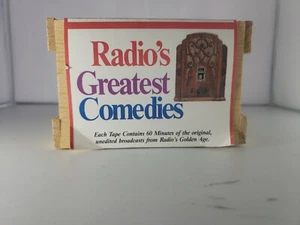 Radio's
Greatest
Comedies
Each Tape Contains 60 Minutes of the original,
unedited broadcasts from Radio's Golden Age.